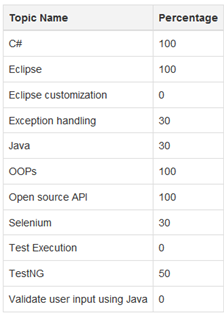 Topic Name Percentage
C# 100
Eclipse 100
Eclipse customization 0
Exception handling 30
Java 30
OOPs 100
Open source API 100
Selenium 30
Test Execution 0
TestNG 50
Validate user input using Java 0